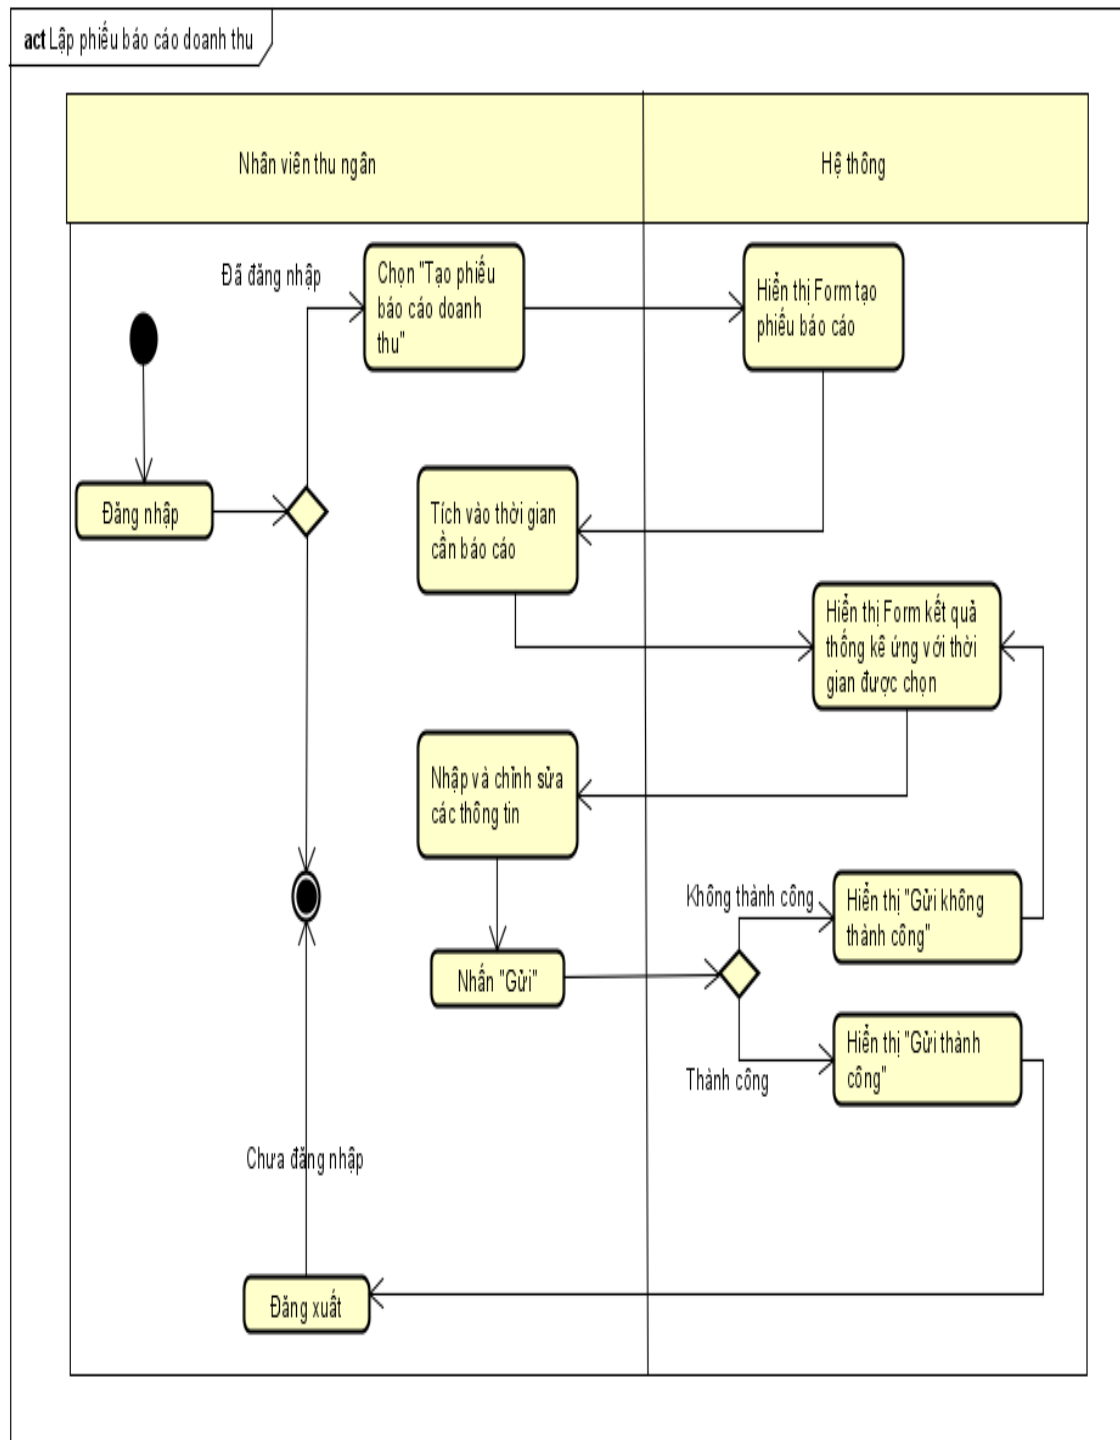 act Lập phiếu báo cáo doanh thu
Nhân viên thu ngân
Hệ thông
Đã đăng nhập
Chọn "Tạo phiếu
báo cáo doanh
thu"
Hiển thị Form tạo
phiếu báo cáo
Đăng nhập
Tích vào thời gian
cần báo cáo
Hiển thị Form kết quả
thống kê ứng với thời
gian được chọn
Nhập và chỉnh sửa
các thông tin
Không thành công
Hiển thị "Gửi không
thành công"
Nhấn "Gửi"
Hiển thị "Gửi thành
công"
Thành công
Chưa đăng nhập
Đăng xuất